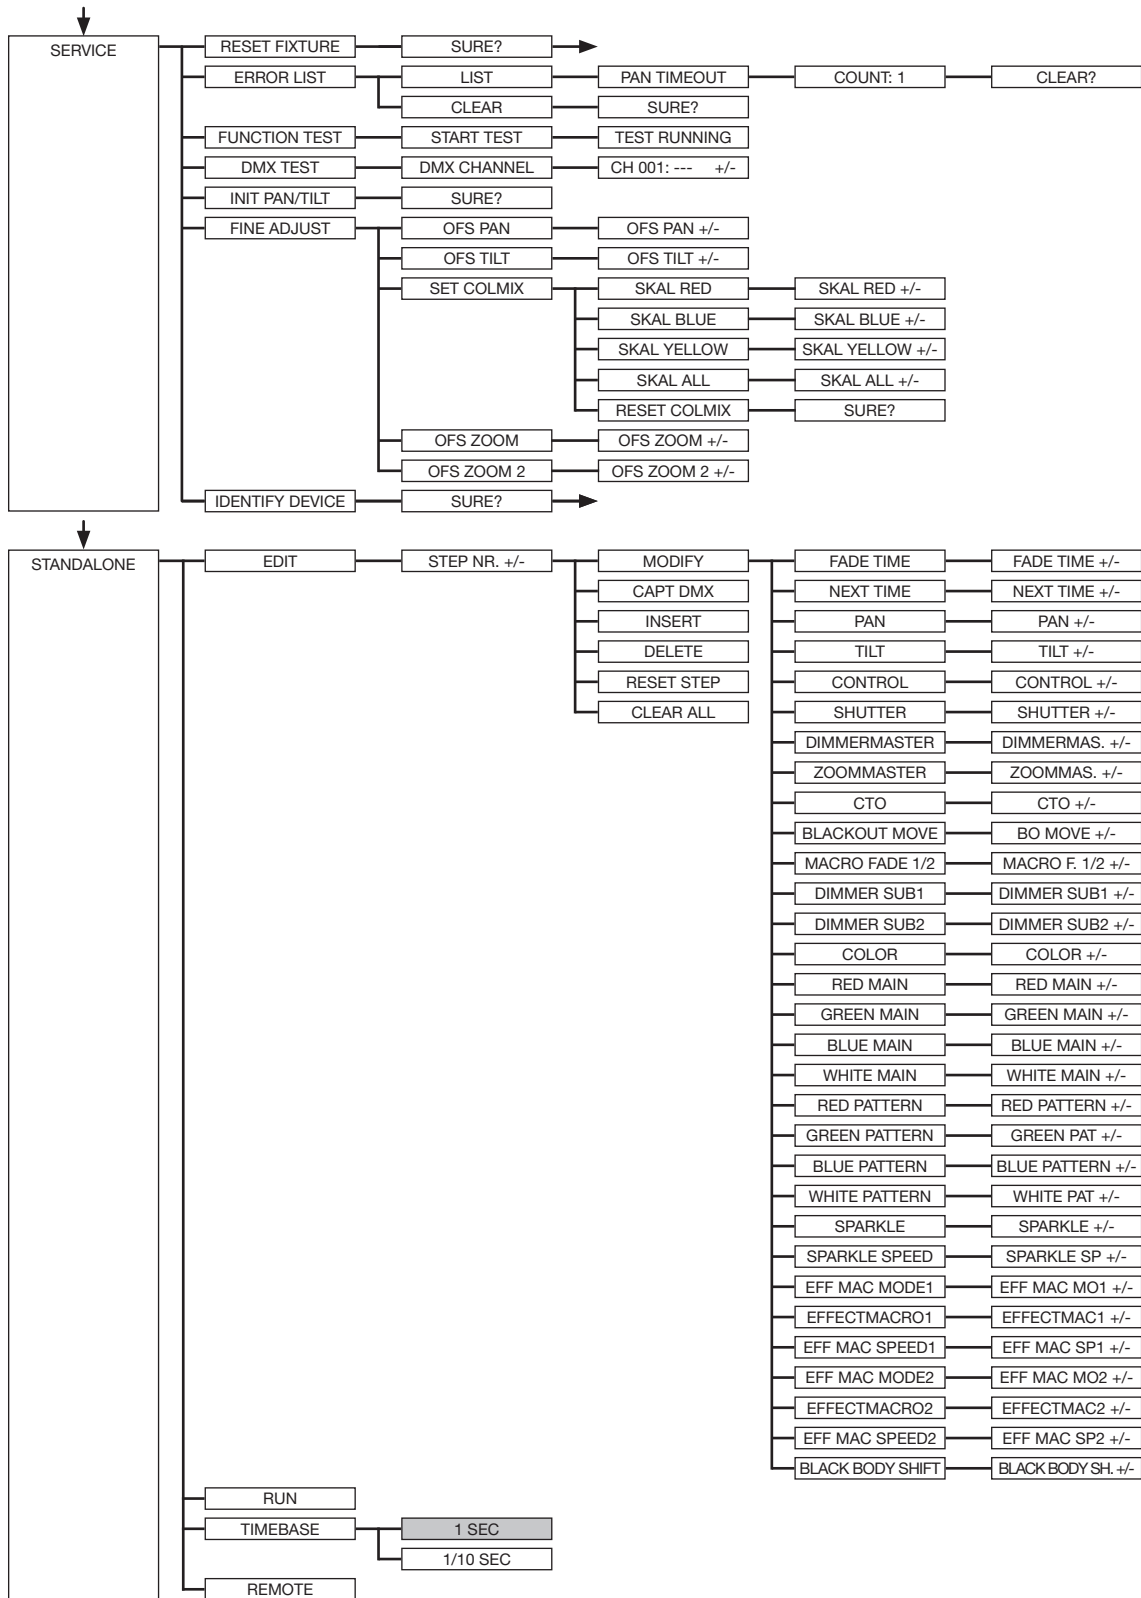 SERVICE RESET FIXTURE SURE?
ERROR LIST LIST PAN TIMEOUT COUNT: 1 CLEAR?
CLEAR SURE?
FUNCTION TEST START TEST TEST RUNNING
DMX TEST DMX CHANNEL CH 001: --- +/-
INIT PAN/TILT SURE?
FINE ADJUST OFS PAN OFS PAN +/-
OFS TILT OFS TILT +/-
SET COLMIX SKAL RED SKAL RED +/-
SKAL BLUE SKAL BLUE +/-
SKAL YELLOW SKAL YELLOW +/-
SKAL ALL SKAL ALL +/-
RESET COLMIX SURE?
OFS ZOOM OFS ZOOM +/-
OFS ZOOM 2 OFS ZOOM 2 +/-
IDENTIFY DEVICE SURE?
STANDALONE EDIT STEP NR. +/- MODIFY FADE TIME FADE TIME +/-
CAPT DMX NEXT TIME NEXT TIME +/-
INSERT PAN PAN +/-
DELETE TILT TILT +/-
RESET STEP CONTROL CONTROL +/-
CLEAR ALL SHUTTER SHUTTER +/-
DIMMERMASTER DIMMERMAS. +/-
ZOOMMASTER ZOOMMAS. +/-
CTO CTO +/-
BLACKOUT MOVE BO MOVE +/-
MACRO FADE 1/2 MACRO F. 1/2 +/-
DIMMER SUB1 DIMMER SUB1 +/-
DIMMER SUB2 DIMMER SUB2 +/-
COLOR COLOR +/-
RED MAIN RED MAIN +/-
GREEN MAIN GREEN MAIN +/-
BLUE MAIN BLUE MAIN +/-
WHITE MAIN WHITE MAIN +/-
RED PATTERN RED PATTERN +/-
GREEN PATTERN GREEN PAT +/-
BLUE PATTERN BLUE PATTERN +/-
WHITE PATTERN WHITE PAT +/-
SPARKLE SPARKLE +/-
SPARKLE SPEED SPARKLE SP +/-
EFF MAC MODE1 EFF MAC MO1 +/-
EFFECTMACRO1 EFFECTMAC1 +/-
EFF MAC SPEED1 EFF MAC SP1 +/-
EFF MAC MODE2 EFF MAC MO2 +/-
EFFECTMACRO2 EFFECTMAC2 +/-
EFF MAC SPEED2 EFF MAC SP2 +/-
BLACK BODY SHIFT BLACK BODY SH. +/-
RUN
TIMEBASE 1 SEC
1/10 SEC
REMOTE